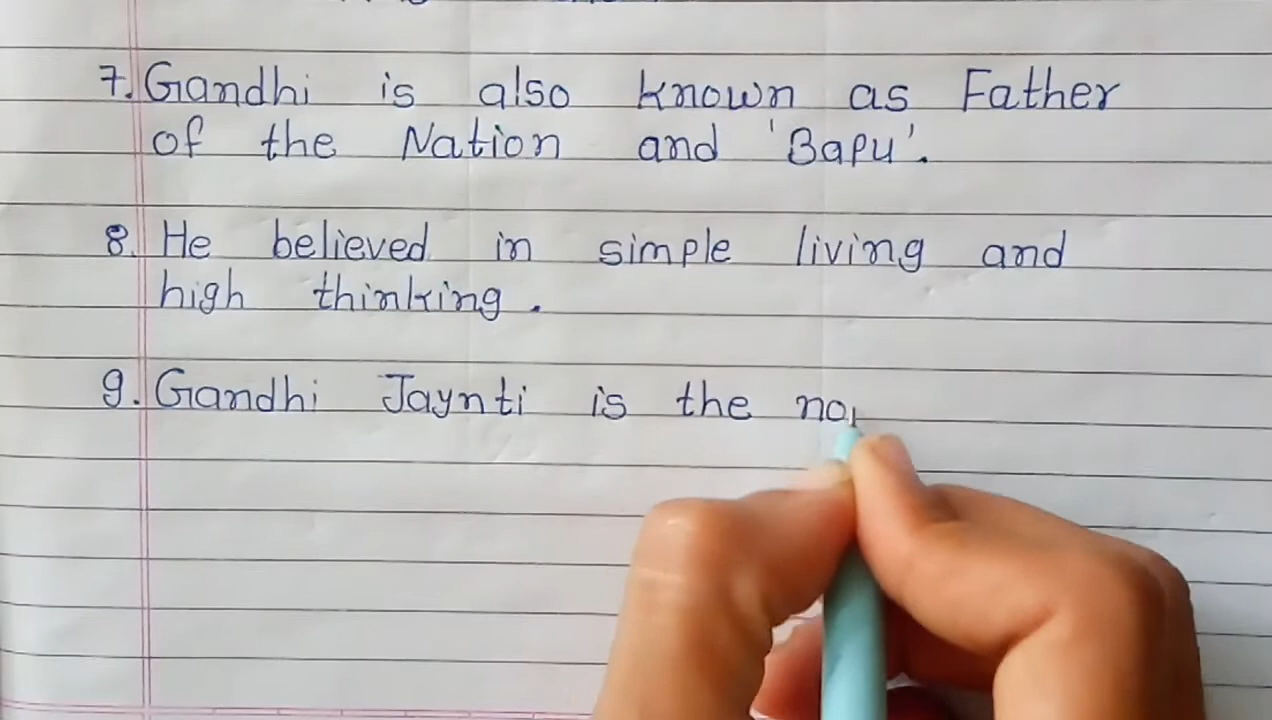 7. Gandhi is also known as Father
of the Nation and 'Bapu'.
8. He believed in simple living and
high thinking.
9. Gandhi Jaynti is the na